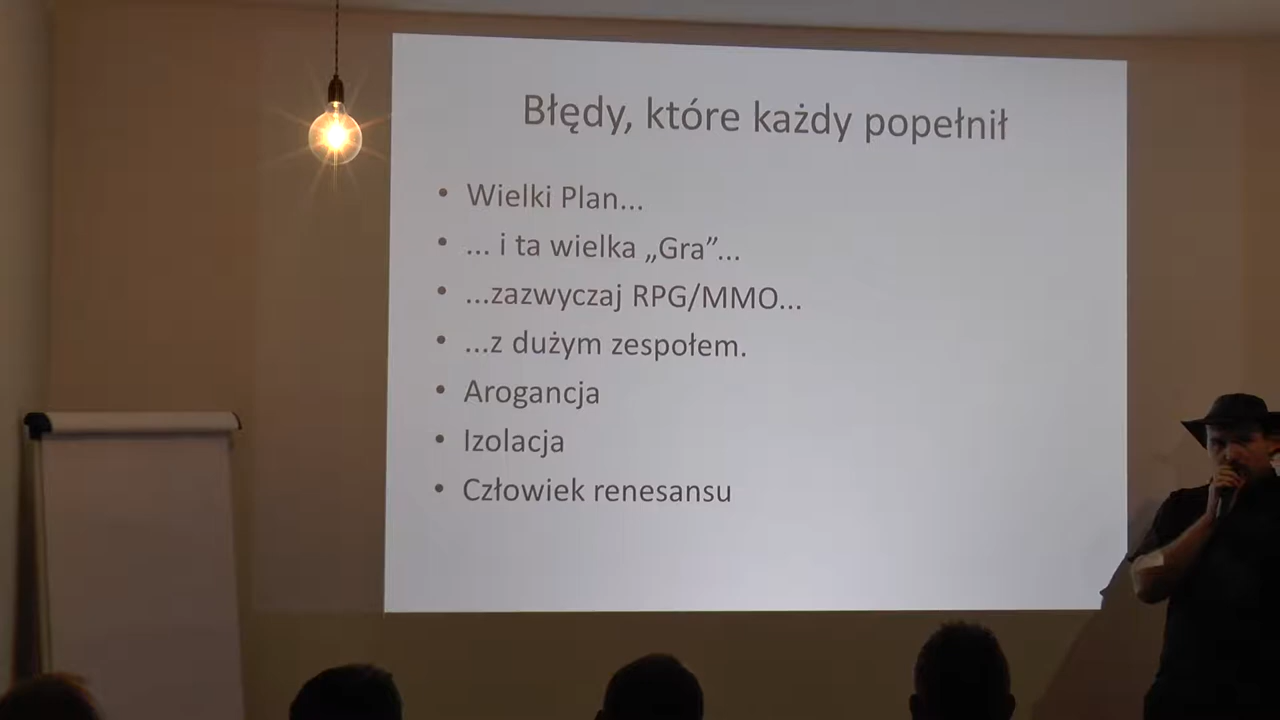 Błędy, które każdy popełnił
• Wielki Plan...
• ... i ta wielka „Gra”...
• ...zazwyczaj RPG/MMO...
• ...z dużym zespołem.
• Arogancja
• Izolacja
• Człowiek renesansu